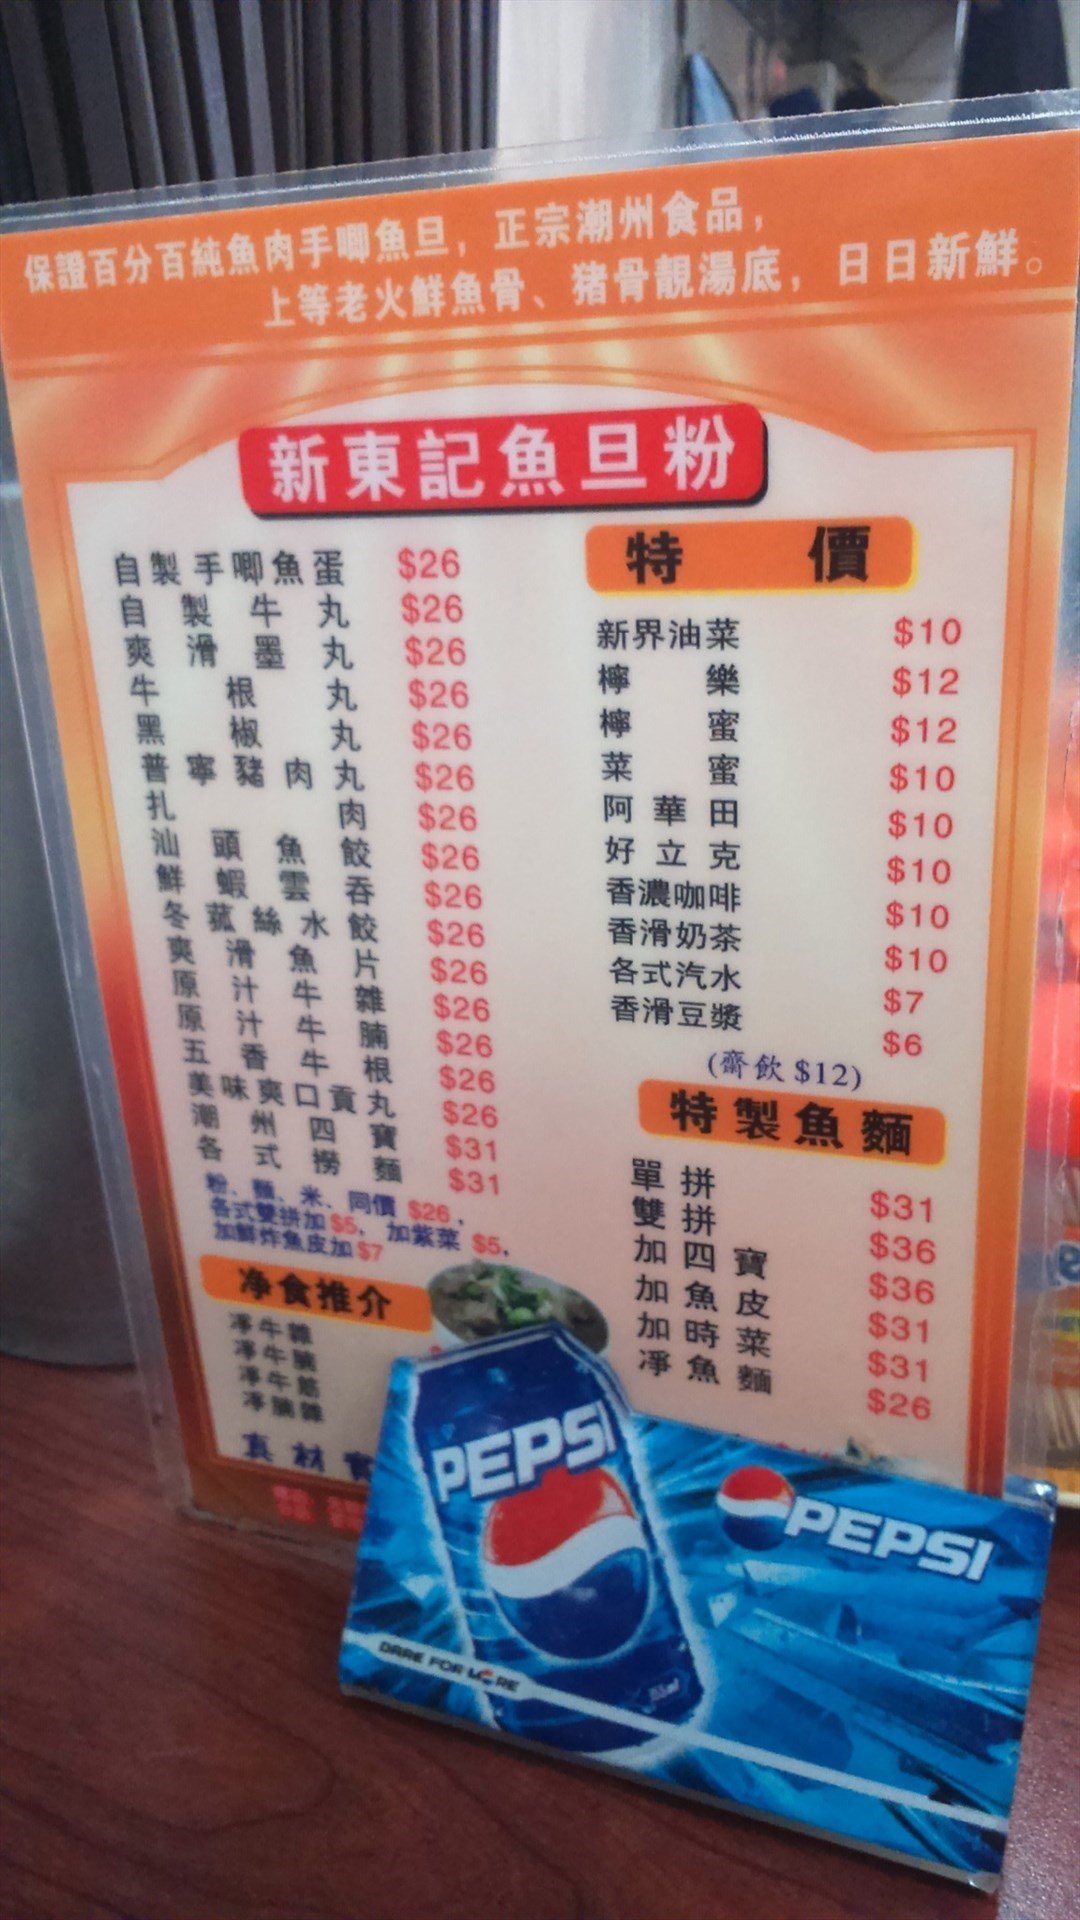 保證百分百純魚肉手唧魚旦，正宗潮州食品，
上等老火鮮魚骨、猪骨靚湯底，日日新鮮。
新東記魚旦粉
自製手唧魚蛋 $26
自製牛丸 $26
爽滑墨丸 $26
牛根丸 $26
黑椒丸 $26
普寧豬肉丸 $26
扎肉 $26
汕頭魚餃 $26
鮮蝦雲吞 $26
冬菰絲水餃 $26
爽滑魚片 $26
原汁牛雜 $26
原汁牛腩 $26
五香牛根 $26
美味爽口貢丸 $26
潮州四寶 $31
各式撈麵 $31
粉、麵、米、同價 $26，
各式雙拼加 $5，加紫菜 $5，
加鮮炸魚皮加 $7
净食推介
凈牛雜
凈牛腩
凈牛筋
凈腩雜
食材
特價
新界油菜 $10
檸樂 $12
檸蜜 $12
菜蜜 $10
阿華田 $10
好立克 $10
香濃咖啡 $10
香滑奶茶 $10
各式汽水 $7
香滑豆漿 $6
(齋飲 $12)
特製魚麵
單拼 $31
雙拼 $36
加四寶 $36
加魚皮 $31
加時菜 $31
凈魚麵 $26
PEPSI
PEPSI
DARE FOR MORE
355ml